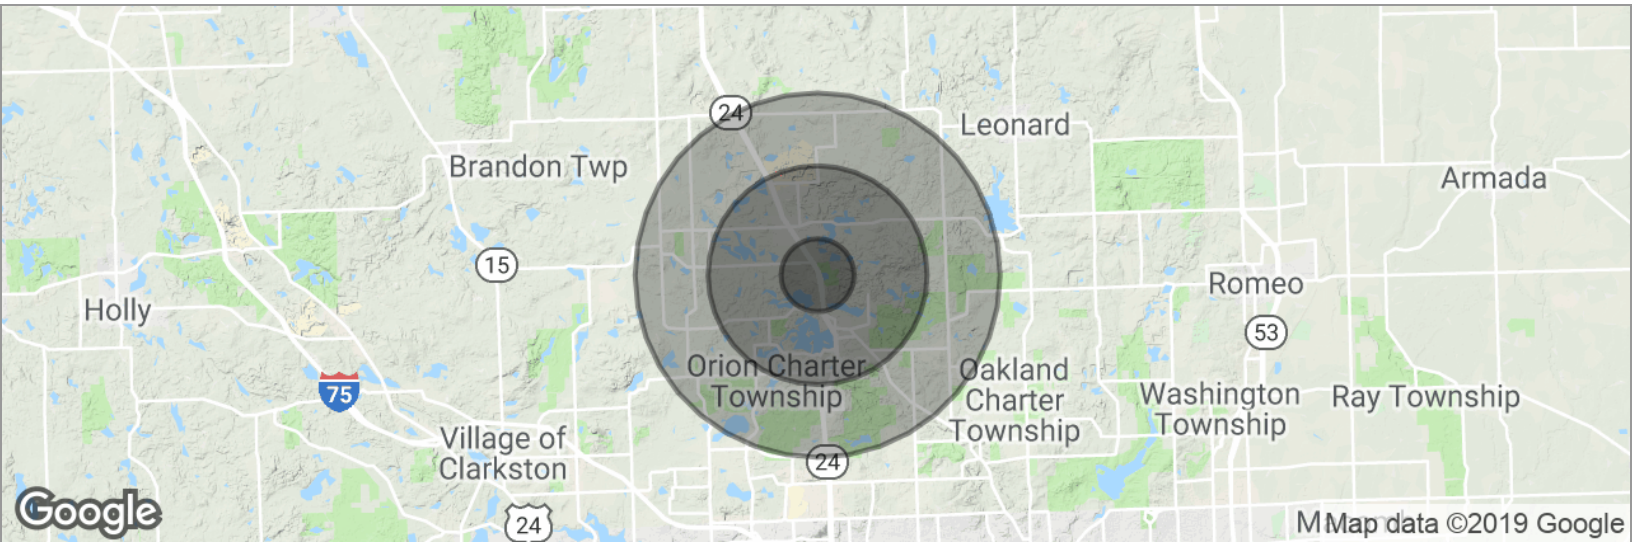 24
Leonard
Brandon Twp
Armada
15
Romeo
Holly
53
Orion Charter
Township
Oakland
Charter
Township
75
Washington
Township
Ray Township
Village of
Clarkston
24
24
Google
Map data ©2019 Google